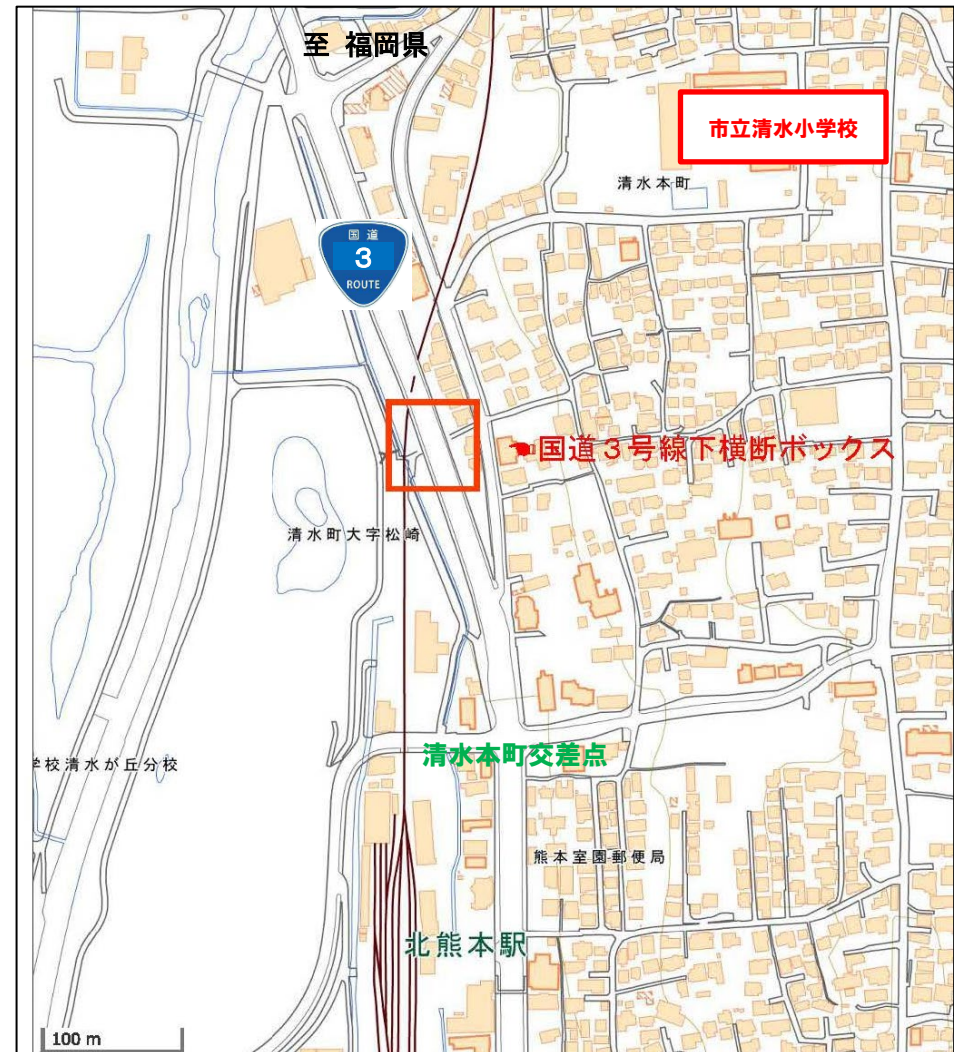 至 福岡県
市立清水小学校
清水本町
国道
3
ROUTE
国道3号線下横断ボックス
清水町大字松崎
清水本町交差点
学校清水が丘分校
熊本室園郵便局
北熊本駅
100 m